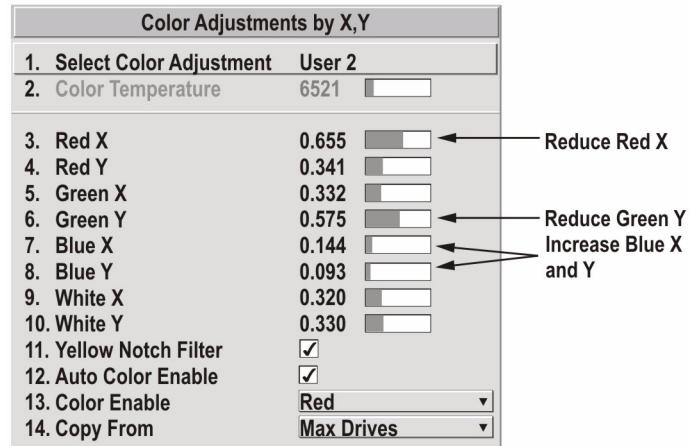 Color Adjustments by X,Y
1. Select Color Adjustment User 2
2. Color Temperature 6521
3. Red X 0.655 Reduce Red X
4. Red Y 0.341
5. Green X 0.332
6. Green Y 0.575 Reduce Green Y
7. Blue X 0.144 Increase Blue X
8. Blue Y 0.093 and Y
9. White X 0.320
10. White Y 0.330
11. Yellow Notch Filter
12. Auto Color Enable
13. Color Enable Red
14. Copy From Max Drives